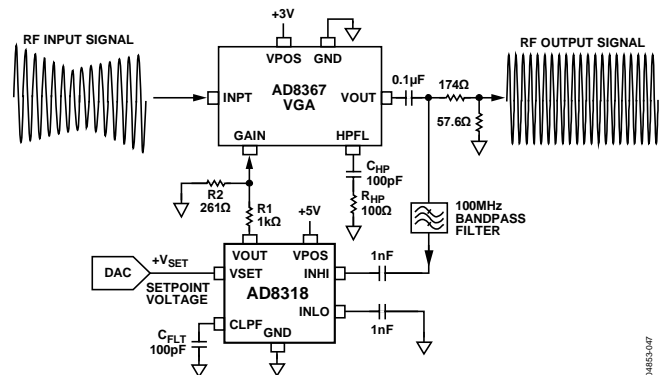 +3V
RF INPUT SIGNAL
RF OUTPUT SIGNAL
VPOS
GND
AD8367
VGA
INPT
VOUT
GAIN
HPFL
0.1µF
174Ω
57.6Ω
CHP
100pF
RHP
100Ω
R2
261Ω
R1
1kΩ
+5V
100MHz
BANDPASS
FILTER
DAC
+VSET
SETPOINT
VOLTAGE
VOUT
VPOS
VSET
INHI
1nF
AD8318
INLO
1nF
CLPF
GND
CFLT
100pF
04853-047